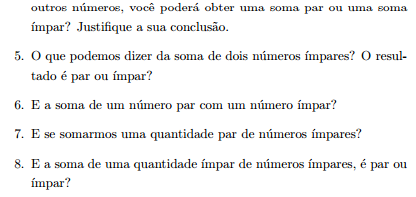 outros números, você poderá obter uma soma par ou uma soma
ímpar? Justifique a sua conclusão.
5. O que podemos dizer da soma de dois números ímpares? O resul-
tado é par ou ímpar?
6. E a soma de um número par com um número ímpar?
7. E se somarmos uma quantidade par de números ímpares?
8. E a soma de uma quantidade ímpar de números ímpares, é par ou
ímpar?